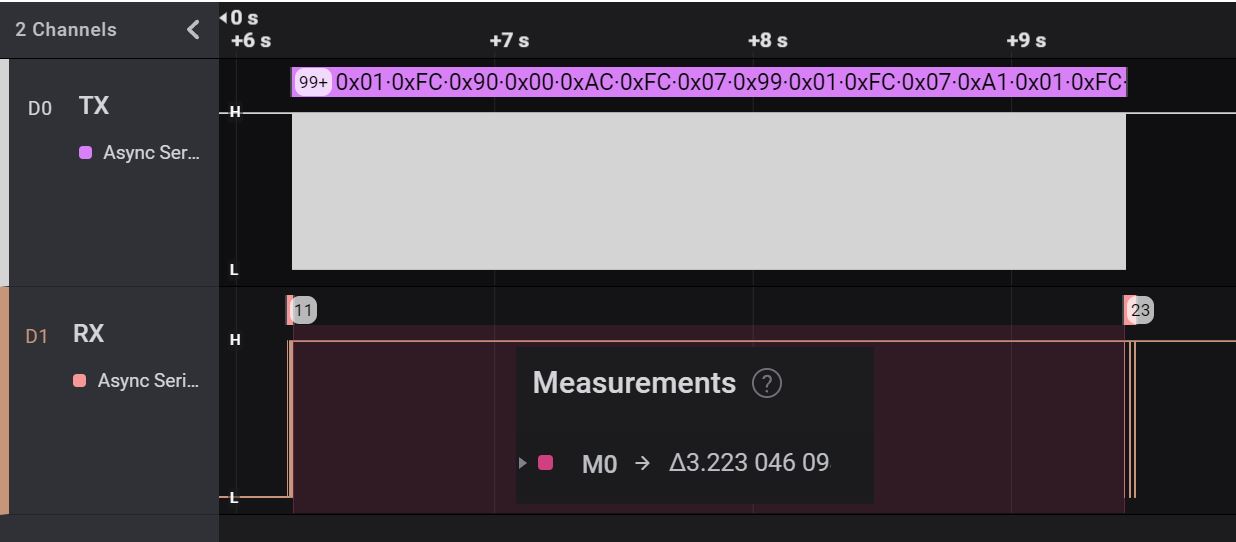 2 Channels
0 s
+6 s +7 s +8 s +9 s
99+ 0x01·0xFC·0x90·0x00·0xAC·0xFC·0x07·0x99·0x01·0xFC·0x07·0xA1·0x01·0xFC·
D0 TX
H
Async Ser...
L
11 23
D1 RX
H
Async Seri...
Measurements ?
M0 → Δ3.223 046 09
L